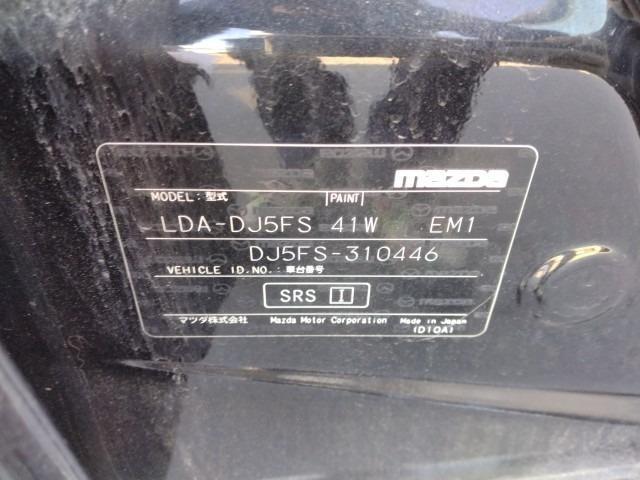 mazda
MODEL:型式 PAINT
LDA-DJ5FS 41W EM1
DJ5FS-310446
VEHICLE ID.NO.:車台番号
SRS I
マツダ株式会社 Mazda Motor Corporation Made in Japan
(D10A)